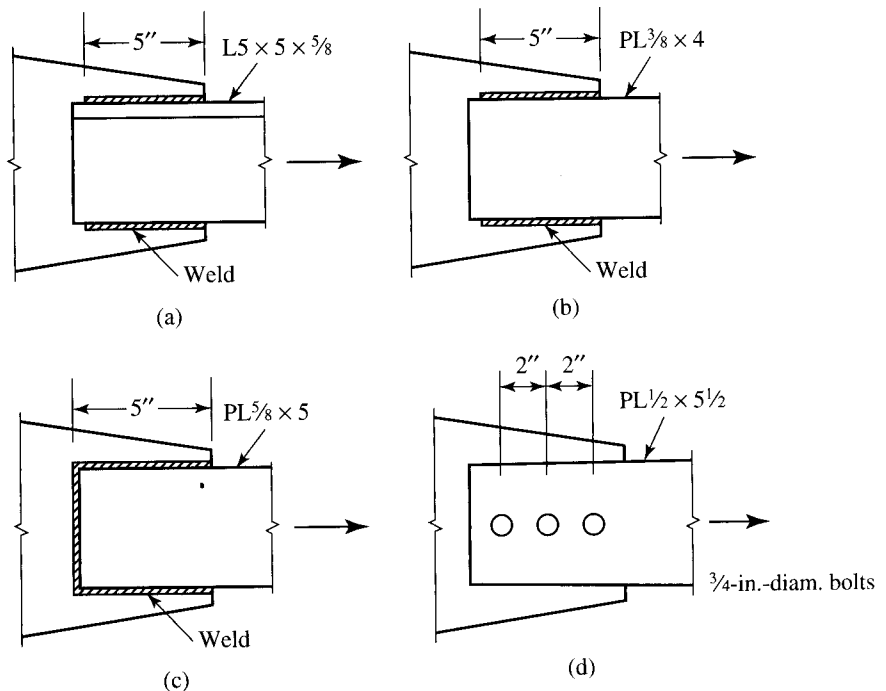 5″
L5 × 5 × 5⁄8
Weld
(a)
5″
PL3⁄8 × 4
Weld
(b)
5″
PL5⁄8 × 5
Weld
(c)
2″ 2″
PL1⁄2 × 51⁄2
3⁄4-in.-diam. bolts
(d)